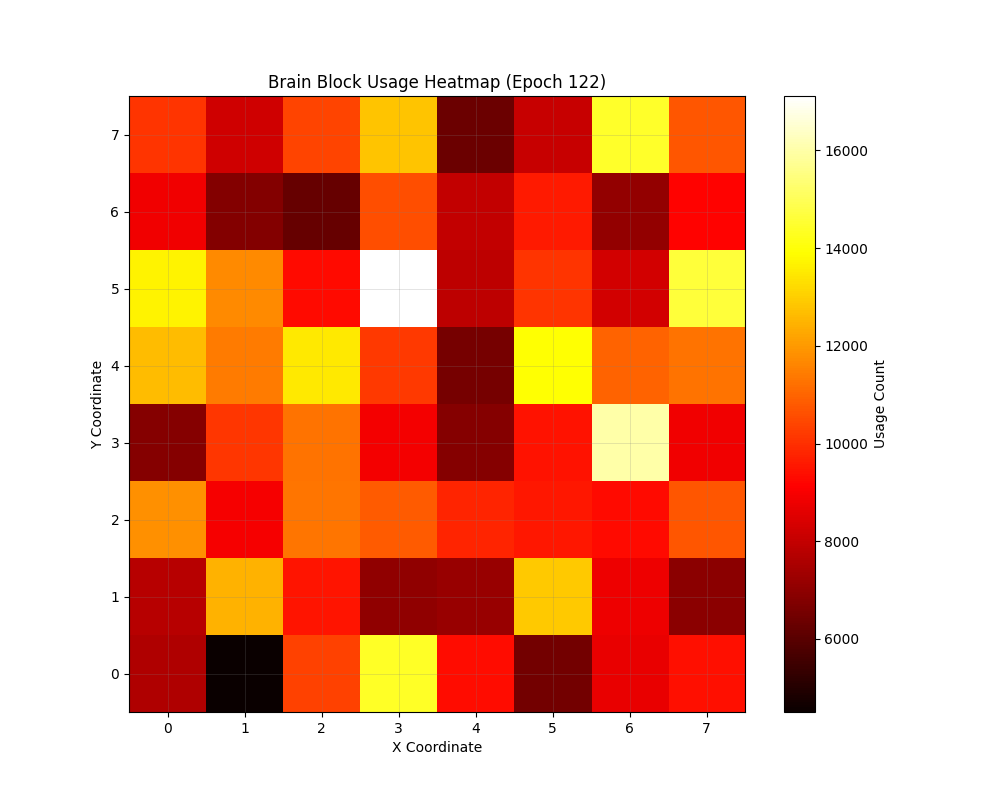 Brain Block Usage Heatmap (Epoch 122)
7
6
5
4
3
2
1
0
Y Coordinate
0 1 2 3 4 5 6 7
X Coordinate
16000
14000
12000
10000
8000
6000
Usage Count